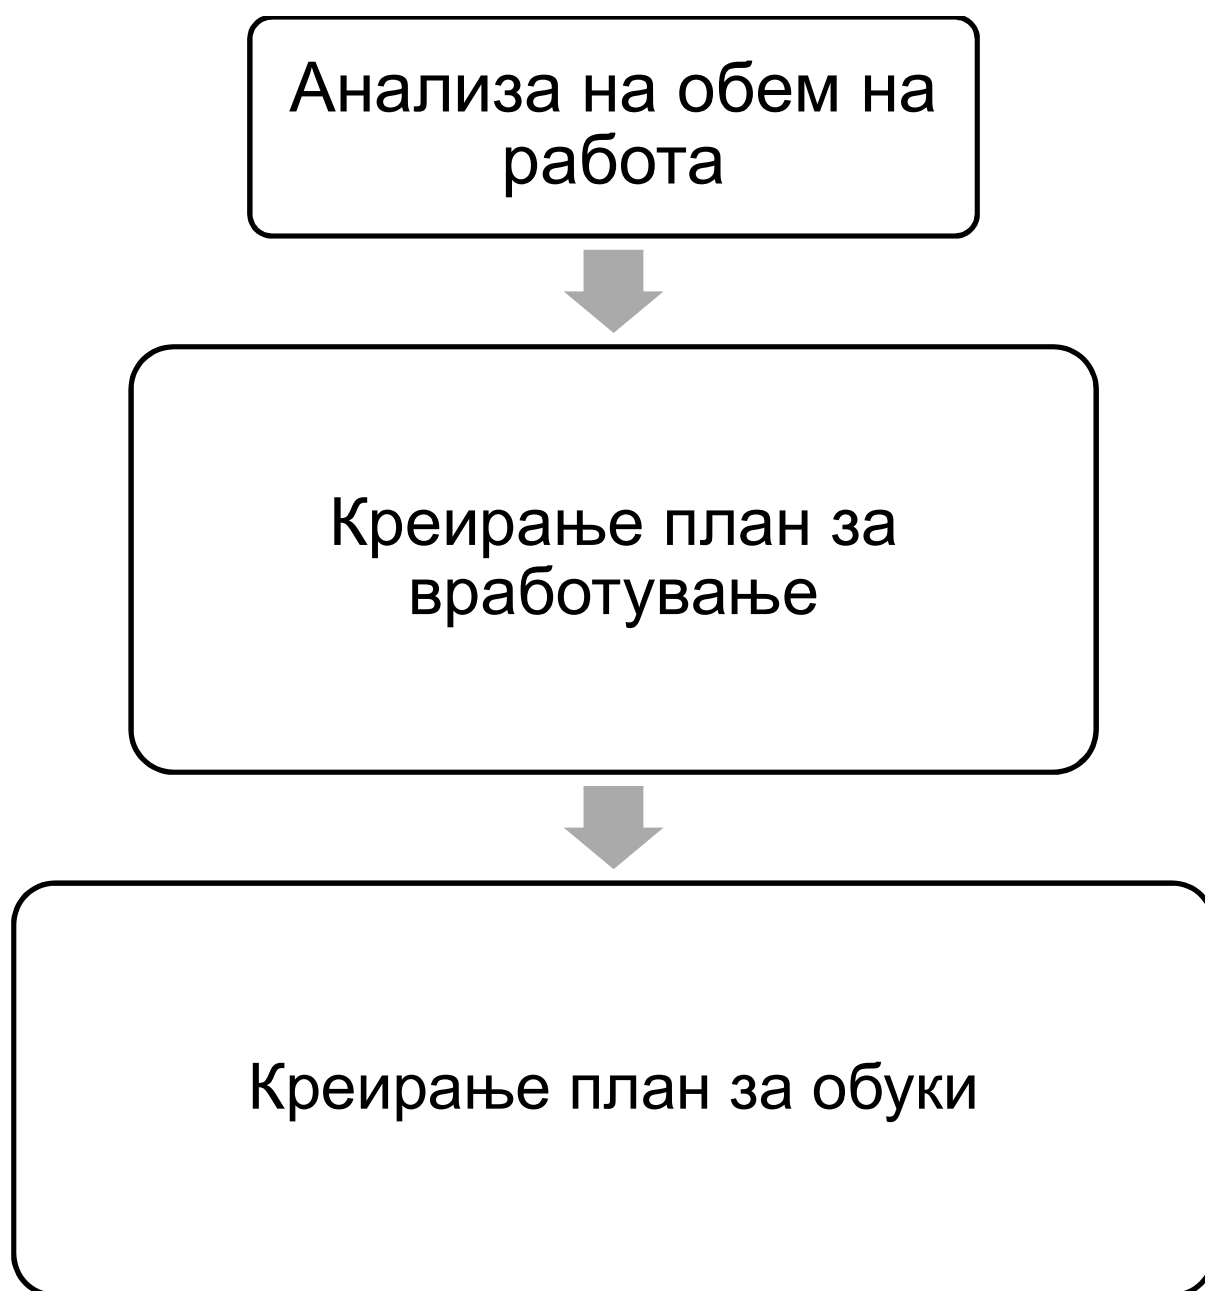 Анализа на обем на
работа
Креирање план за
вработување
Креирање план за обуки